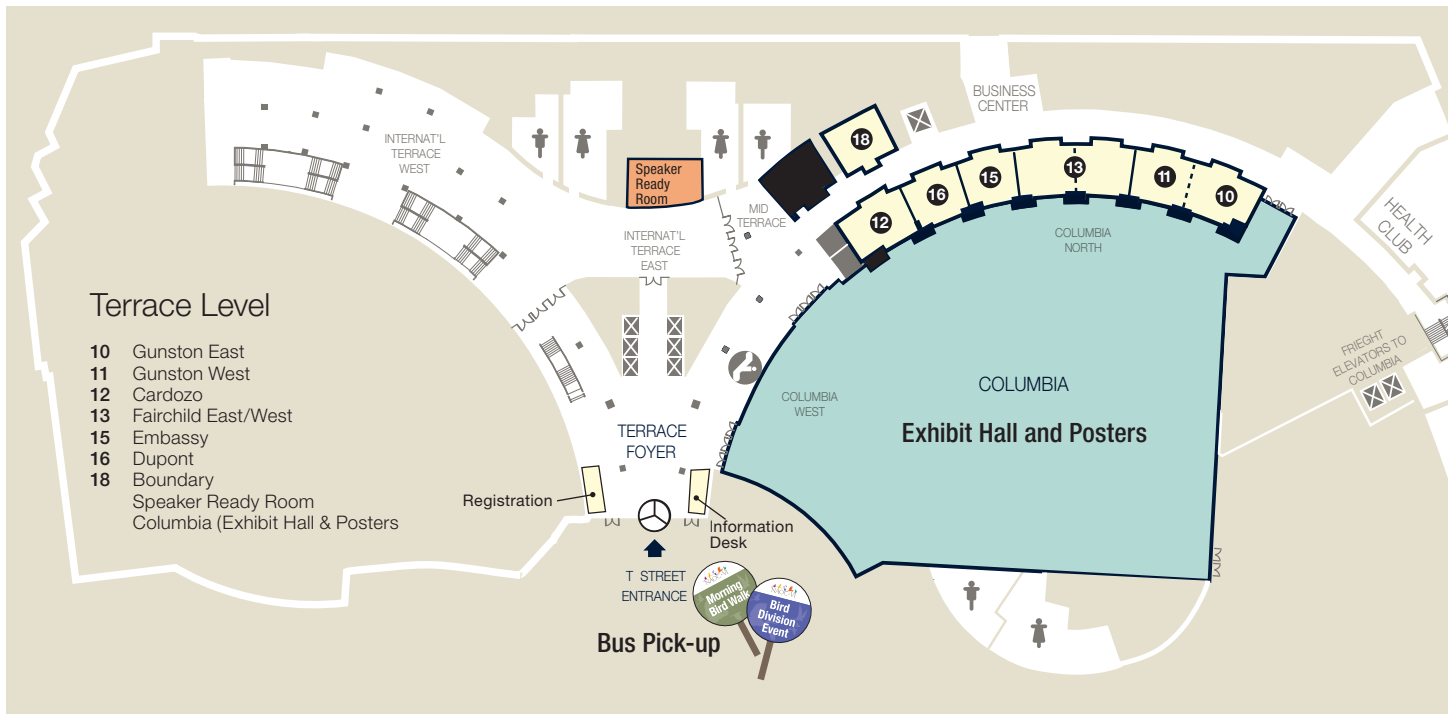 BUSINESS
CENTER
INTERNAT'L
TERRACE
WEST
18
Speaker
Ready
Room
13
15
11
16
10
12
MID
TERRACE
HEALTH
CLUB
INTERNAT'L
TERRACE
EAST
COLUMBIA
NORTH
Terrace Level
10 Gunston East
11 Gunston West
12 Cardozo
13 Fairchild East/West
15 Embassy
16 Dupont
18 Boundary
Speaker Ready Room
Columbia (Exhibit Hall & Posters
FRIEGHT
ELEVATORS TO
COLUMBIA
COLUMBIA
COLUMBIA
WEST
Exhibit Hall and Posters
TERRACE
FOYER
Registration
Information
Desk
T STREET
ENTRANCE
Morning
Bird Walk
Bird
Division
Event
Bus Pick-up